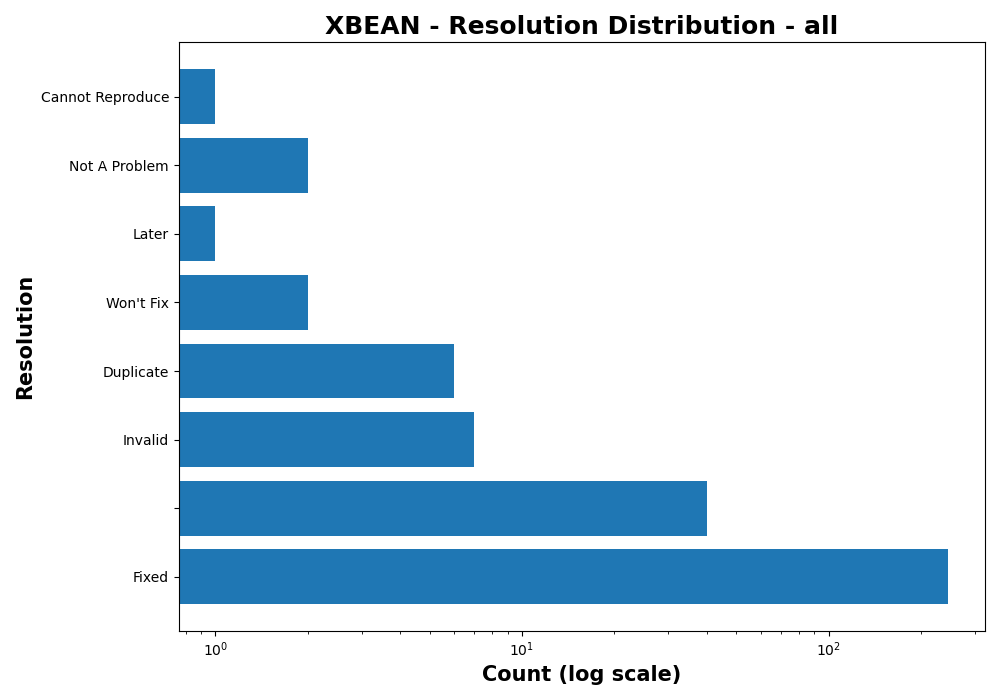 XBEAN - Resolution Distribution - all
Cannot Reproduce
Not A Problem
Later
Won't Fix
Duplicate
Invalid
Fixed
Resolution
10⁰ 10¹ 10²
Count (log scale)